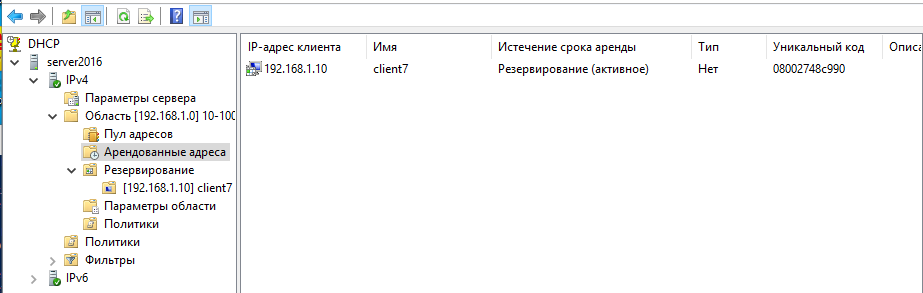 DHCP
server2016
IPv4
Параметры сервера
Область [192.168.1.0] 10-100
Пул адресов
Арендованные адреса
Резервирование
[192.168.1.10] client7
Параметры области
Политики
Политики
Фильтры
IPv6
IP-адрес клиента Имя Истечение срока аренды Тип Уникальный код Описа
192.168.1.10 client7 Резервирование (активное) Нет 08002748c990